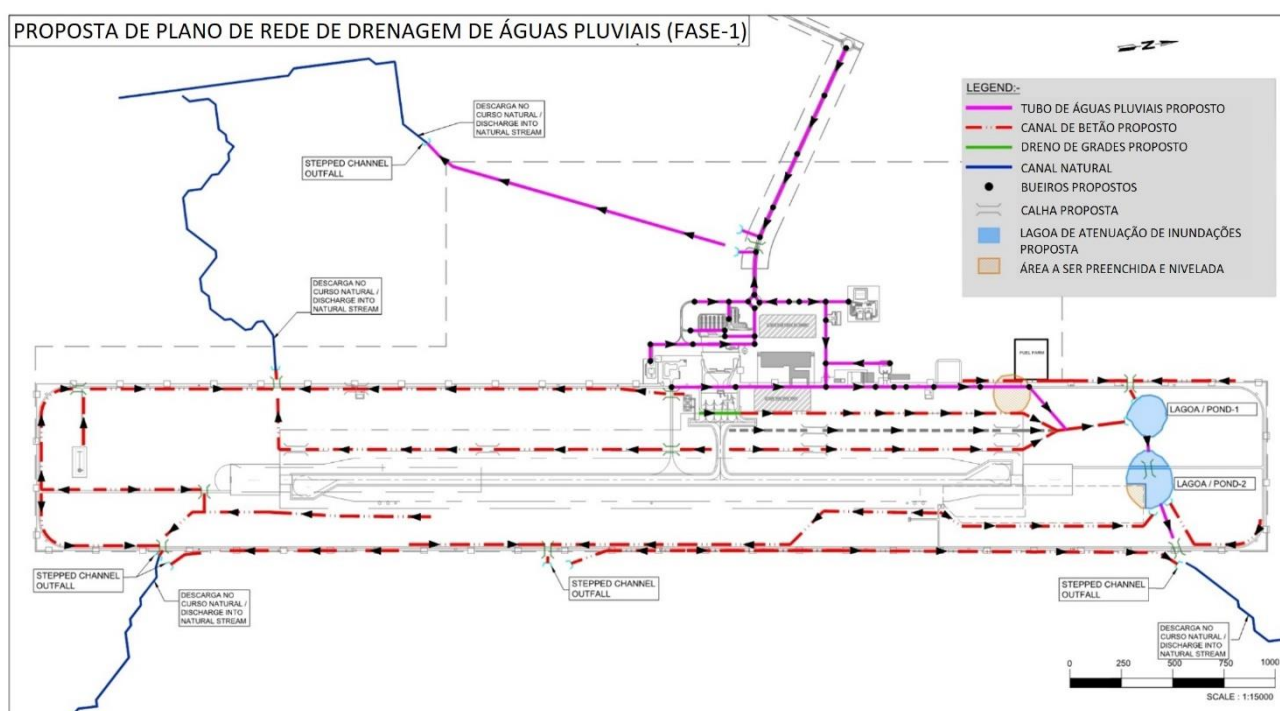 PROPOSTA DE PLANO DE REDE DE DRENAGEM DE ÁGUAS PLUVIAIS (FASE-1)
N
LEGEND:-
TUBO DE ÁGUAS PLUVIAIS PROPOSTO
CANAL DE BETÃO PROPOSTO
DRENO DE GRADES PROPOSTO
CANAL NATURAL
BUEIROS PROPOSTOS
CALHA PROPOSTA
LAGOA DE ATENUAÇÃO DE INUNDAÇÕES
PROPOSTA
ÁREA A SER PREENCHIDA E NIVELADA
DESCARGA NO
CURSO NATURAL /
DISCHARGE INTO
NATURAL STREAM
STEPPED CHANNEL
OUTFALL
DESCARGA NO
CURSO NATURAL /
DISCHARGE INTO
NATURAL STREAM
FUEL FARM
LAGOA / POND-1
LAGOA / POND-2
STEPPED CHANNEL
OUTFALL
DESCARGA NO
CURSO NATURAL /
DISCHARGE INTO
NATURAL STREAM
STEPPED CHANNEL
OUTFALL
STEPPED CHANNEL
OUTFALL
DESCARGA NO
CURSO NATURAL /
DISCHARGE INTO
NATURAL STREAM
0 250 500 750 1000
SCALE : 1:15000